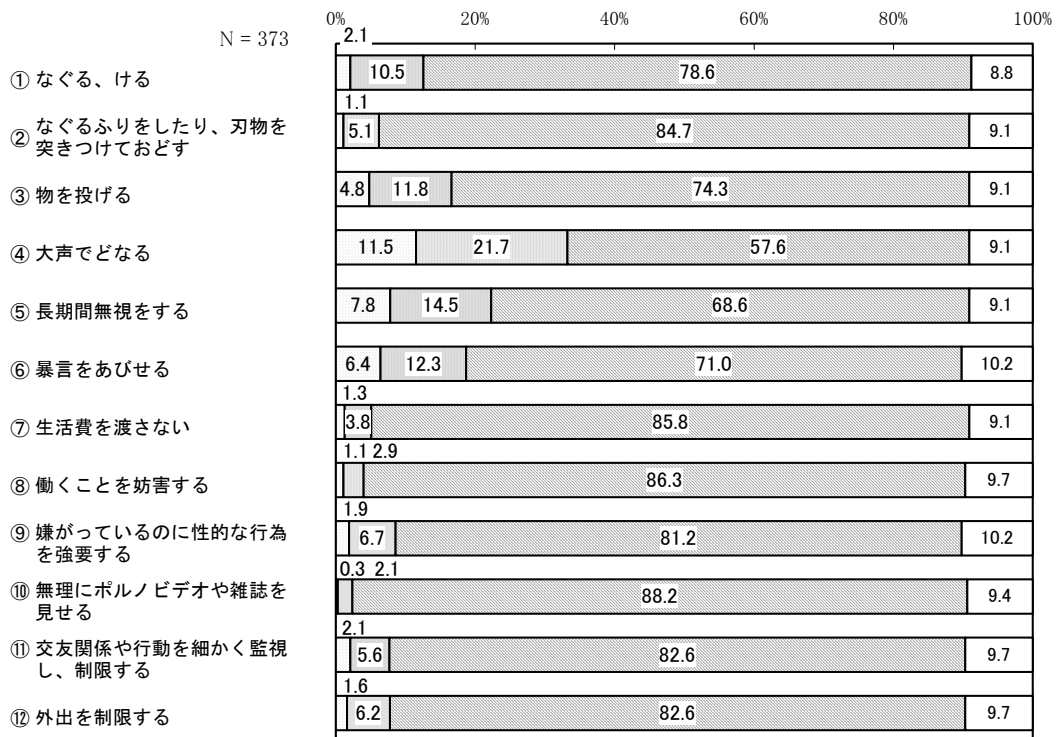 0% 20% 40% 60% 80% 100%
N = 373
2.1
① なぐる、ける 10.5 78.6 8.8
1.1
② なぐるふりをしたり、刃物を
突きつけておどす 5.1 84.7 9.1
③ 物を投げる 4.8 11.8 74.3 9.1
④ 大声でどなる 11.5 21.7 57.6 9.1
⑤ 長期間無視をする 7.8 14.5 68.6 9.1
⑥ 暴言をあびせる 6.4 12.3 71.0 10.2
1.3
⑦ 生活費を渡さない 3.8 85.8 9.1
1.1 2.9
⑧ 働くことを妨害する 86.3 9.7
1.9
⑨ 嫌がっているのに性的な行為
を強要する 6.7 81.2 10.2
0.3 2.1
⑩ 無理にポルノビデオや雑誌を
見せる 88.2 9.4
2.1
⑪ 交友関係や行動を細かく監視
し、制限する 5.6 82.6 9.7
1.6
⑫ 外出を制限する 6.2 82.6 9.7